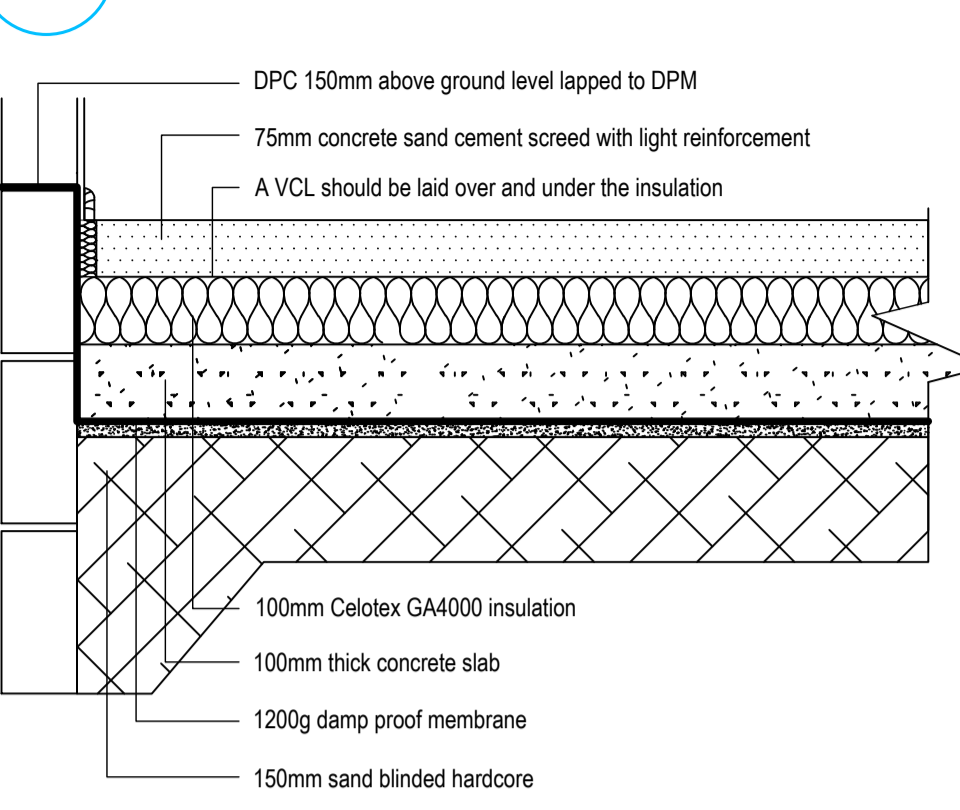 DPC 150mm above ground level lapped to DPM
75mm concrete sand cement screed with light reinforcement
A VCL should be laid over and under the insulation
100mm Celotex GA4000 insulation
100mm thick concrete slab
1200g damp proof membrane
150mm sand blinded hardcore